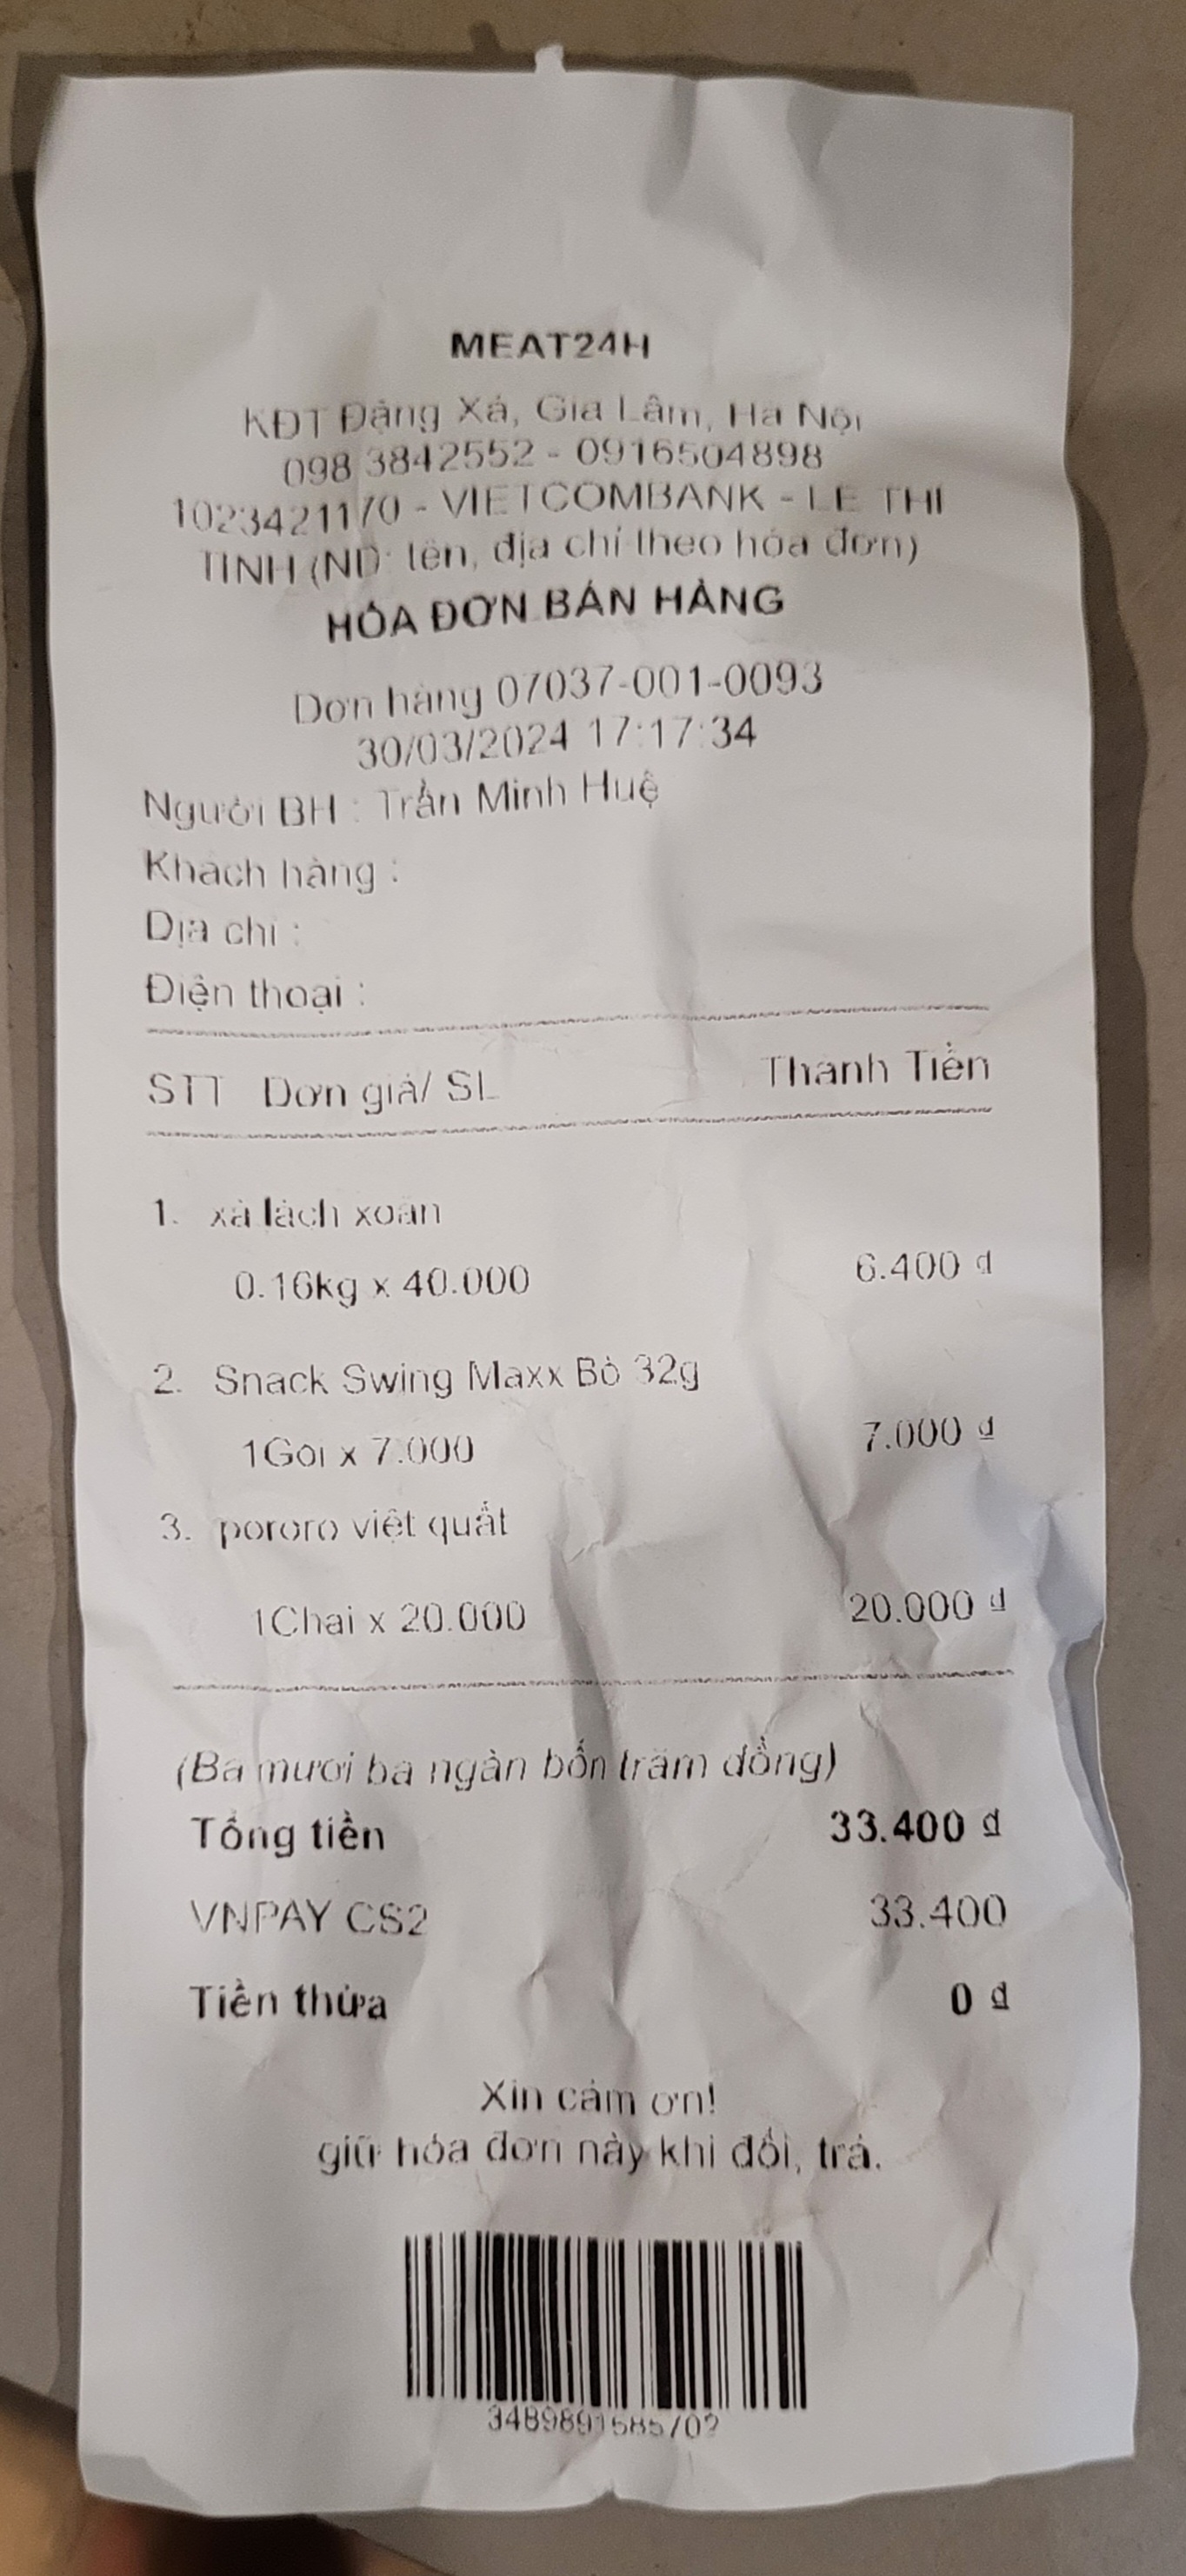 MEAT24H
KĐT Đặng Xá, Gia Lâm, Hà Nội
098 3842552 - 0916504898
1023421170 - VIETCOMBANK - LE THI
TINH (ND: tên, địa chỉ theo hóa đơn)
HÓA ĐƠN BÁN HÀNG
Đơn hàng 07037-001-0093
30/03/2024 17:17:34
Người BH : Trần Minh Huệ
Khách hàng :
Địa chỉ :
Điện thoại :
STT Đơn giá/ SL Thành Tiền
1. xà lách xoăn
0.16kg x 40.000 6.400 đ
2. Snack Swing Maxx Bò 32g
1Gói x 7.000 7.000 đ
3. pororo việt quất
1Chai x 20.000 20.000 đ
(Ba mươi ba ngàn bốn trăm đồng)
Tổng tiền 33.400 đ
VNPAY CS2 33.400
Tiền thừa 0 đ
Xin cảm ơn!
giữ hóa đơn này khi đổi, trả.